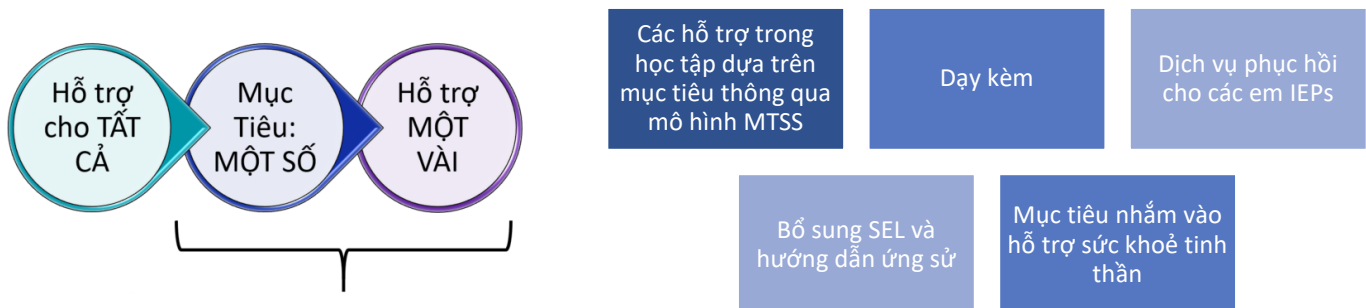 Hỗ trợ
cho TẤT
CẢ
Mục
Tiêu:
MỘT SỐ
Hỗ trợ
MỘT
VÀI
Các hỗ trợ trong
học tập dựa trên
mục tiêu thông qua
mô hình MTSS
Dạy kèm
Dịch vụ phục hồi
cho các em IEPs
Bổ sung SEL và
hướng dẫn ứng sử
Mục tiêu nhắm vào
hỗ trợ sức khoẻ tinh
thần